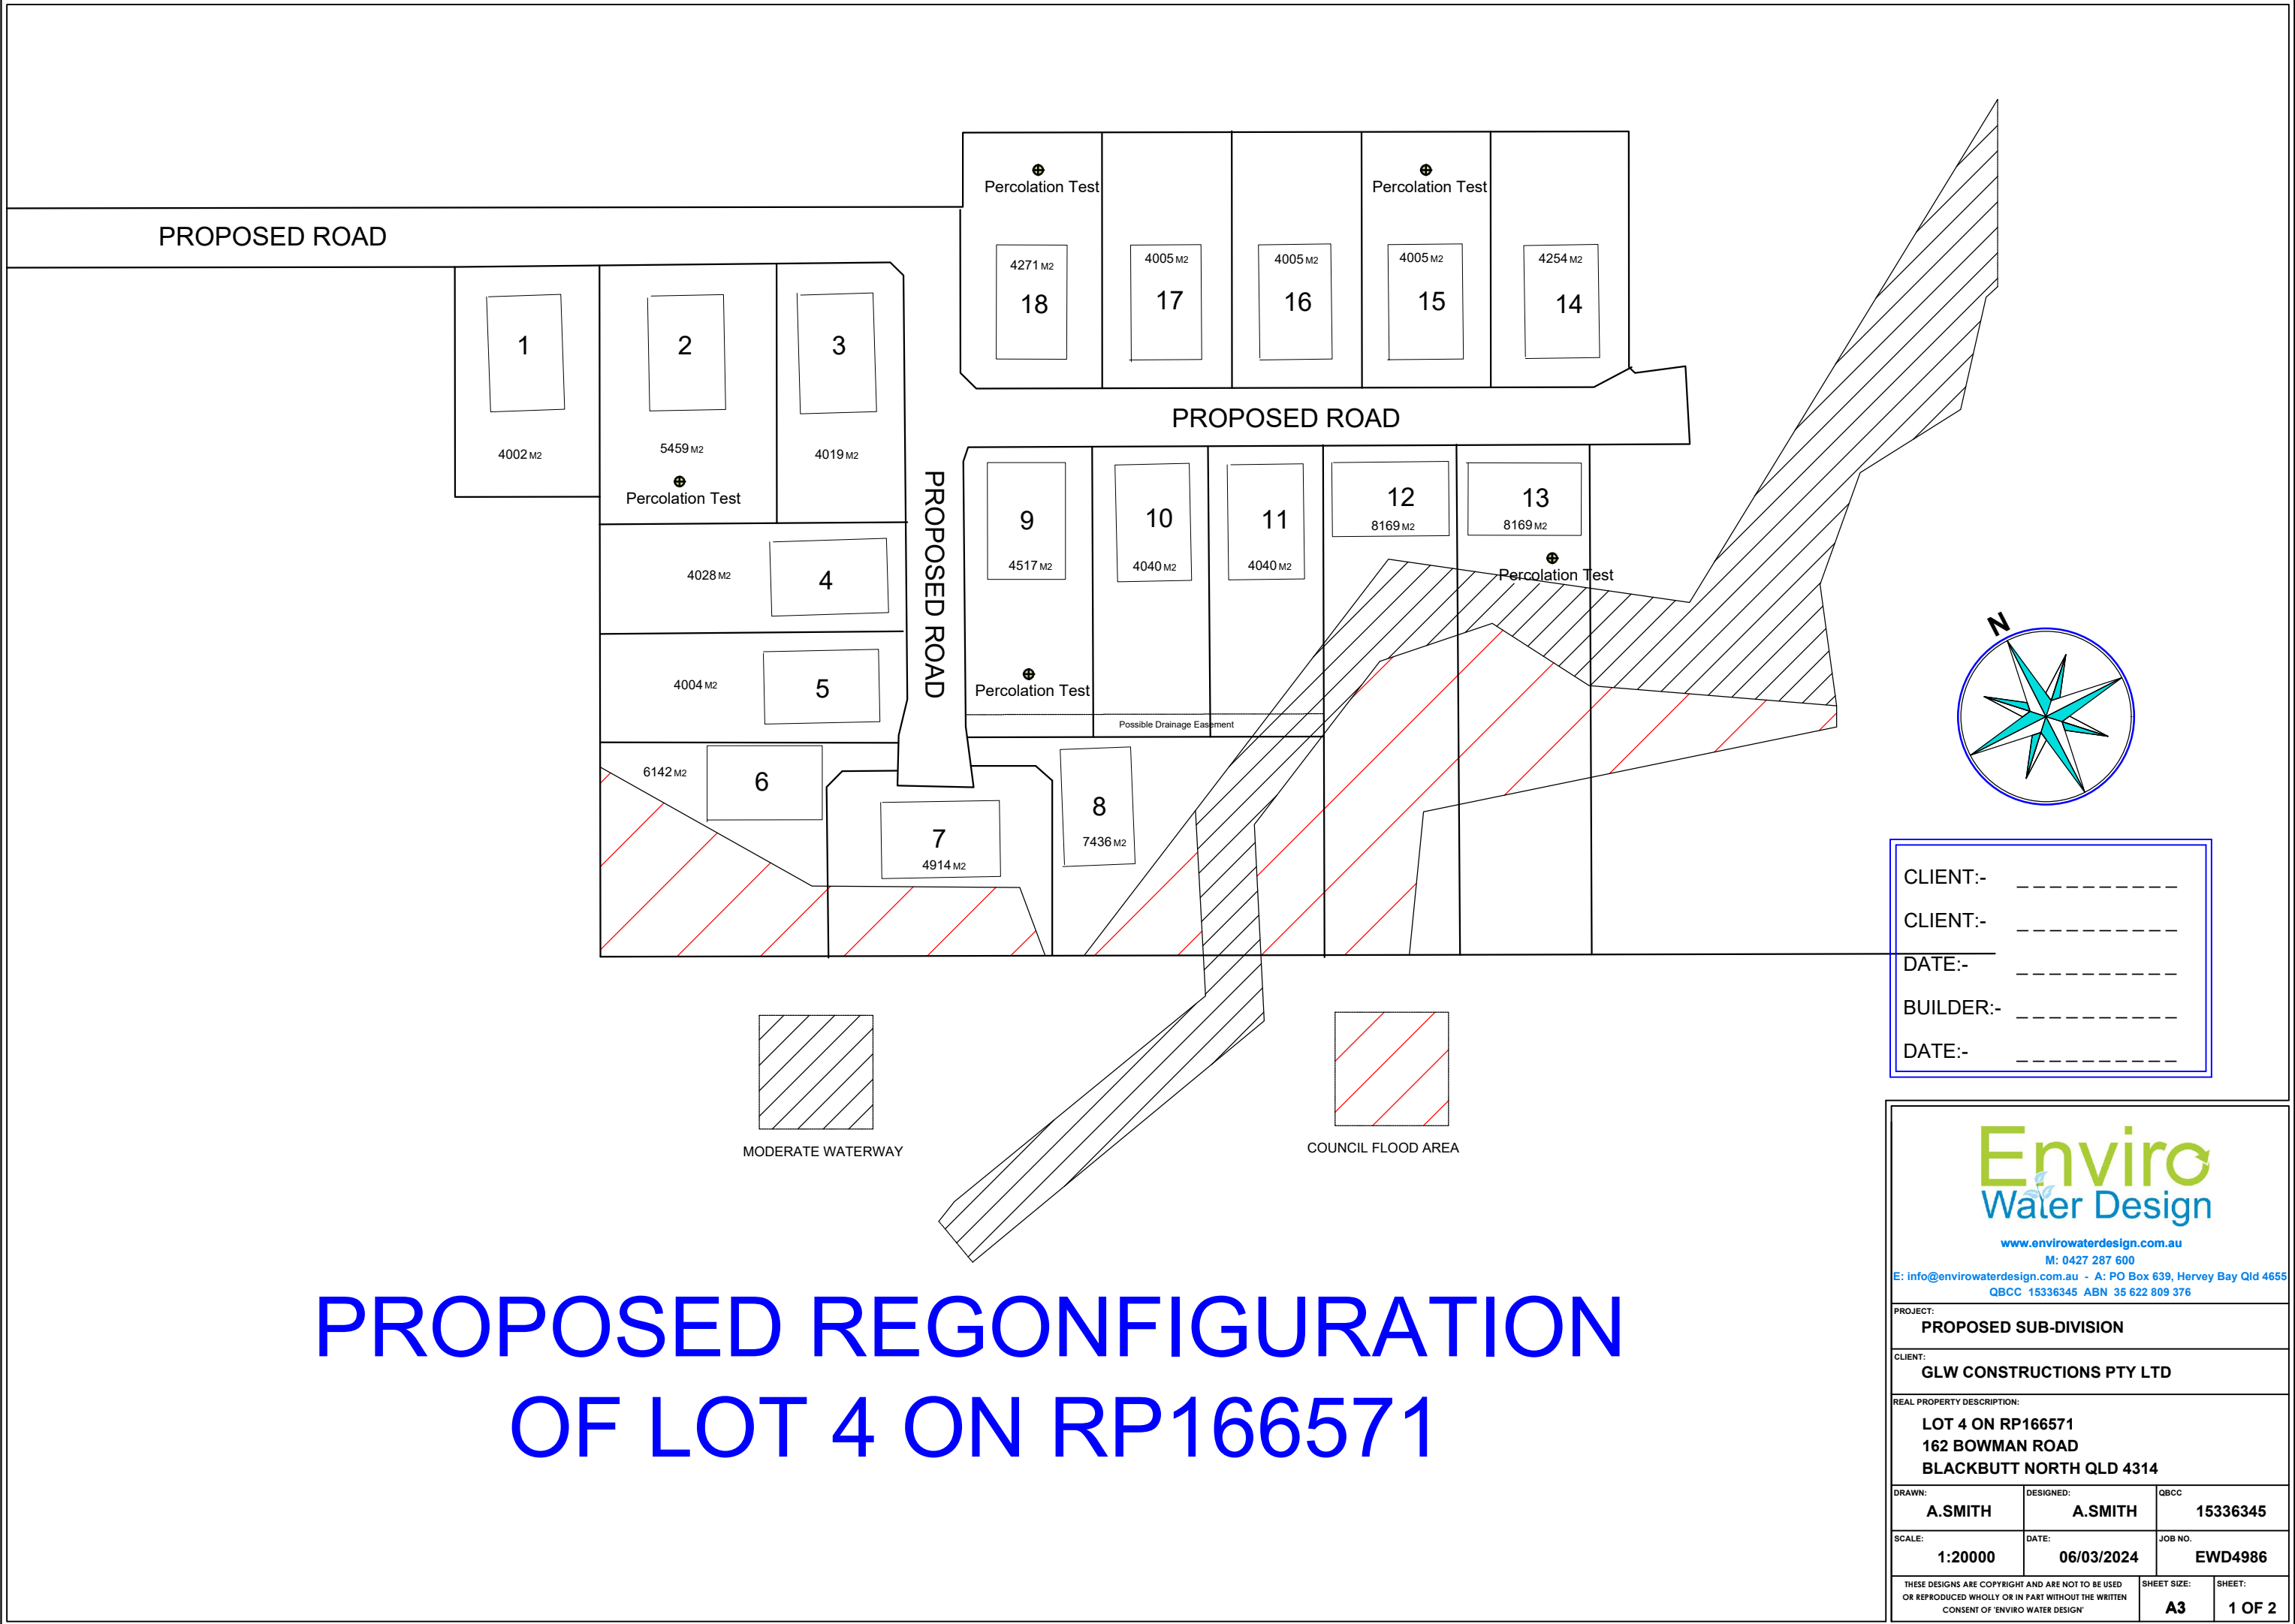 PROPOSED ROAD
Percolation Test
Percolation Test
4271 M2
18
4005 M2
17
4005 M2
16
4005 M2
15
4254 M2
14
1
4002 M2
2
5459 M2
Percolation Test
3
4019 M2
PROPOSED ROAD
PROPOSED ROAD
4028 M2
4
4004 M2
5
6142 M2
6
7
4914 M2
8
7436 M2
9
4517 M2
Percolation Test
10
4040 M2
11
4040 M2
12
8169 M2
13
8169 M2
Percolation Test
Possible Drainage Easement
N
MODERATE WATERWAY
COUNCIL FLOOD AREA
CLIENT:- _ _ _ _ _ _ _ _ _ _
CLIENT:- _ _ _ _ _ _ _ _ _ _
DATE:- _ _ _ _ _ _ _ _ _ _
BUILDER:- _ _ _ _ _ _ _ _ _ _
DATE:- _ _ _ _ _ _ _ _ _ _
PROPOSED REGONFIGURATION
OF LOT 4 ON RP166571
Enviro
Water Design
www.envirowaterdesign.com.au
M: 0427 287 600
E: info@envirowaterdesign.com.au - A: PO Box 639, Hervey Bay Qld 4655
QBCC 15336345 ABN 35 622 809 376
PROJECT:
PROPOSED SUB-DIVISION
CLIENT:
GLW CONSTRUCTIONS PTY LTD
REAL PROPERTY DESCRIPTION:
LOT 4 ON RP166571
162 BOWMAN ROAD
BLACKBUTT NORTH QLD 4314
DRAWN:
A.SMITH
DESIGNED:
A.SMITH
QBCC
15336345
SCALE:
1:20000
DATE:
06/03/2024
JOB NO.
EWD4986
THESE DESIGNS ARE COPYRIGHT AND ARE NOT TO BE USED
OR REPRODUCED WHOLLY OR IN PART WITHOUT THE WRITTEN
CONSENT OF 'ENVIRO WATER DESIGN'
SHEET SIZE:
A3
SHEET:
1 OF 2